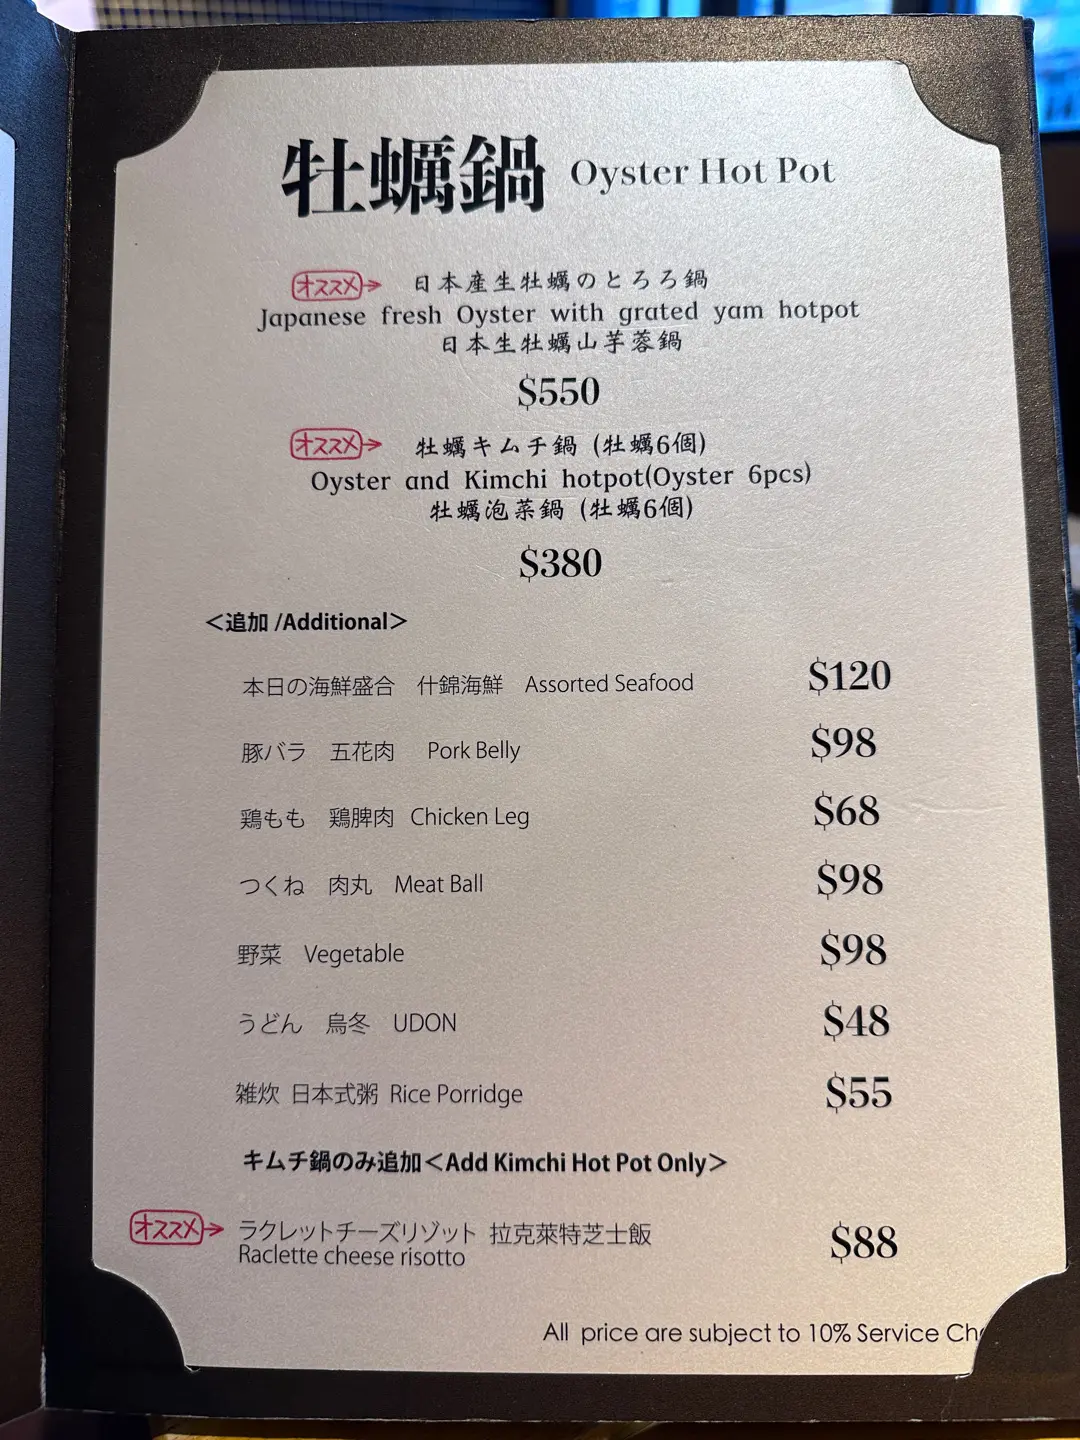 牡蠣鍋 Oyster Hot Pot
オススメ→ 日本産生牡蠣のとろろ鍋
Japanese fresh Oyster with grated yam hotpot
日本生牡蠣山芋蓉鍋
$550
オススメ→ 牡蠣キムチ鍋 (牡蠣6個)
Oyster and Kimchi hotpot(Oyster 6pcs)
牡蠣泡菜鍋 (牡蠣6個)
$380
＜追加 /Additional＞
本日の海鮮盛合 什錦海鮮 Assorted Seafood $120
豚バラ 五花肉 Pork Belly $98
鶏もも 鶏脾肉 Chicken Leg $68
つくね 肉丸 Meat Ball $98
野菜 Vegetable $98
うどん 烏冬 UDON $48
雑炊 日本式粥 Rice Porridge $55
キムチ鍋のみ追加＜Add Kimchi Hot Pot Only＞
オススメ→ ラクレットチーズリゾット 拉克萊特芝士飯 $88
Raclette cheese risotto
All price are subject to 10% Service Ch